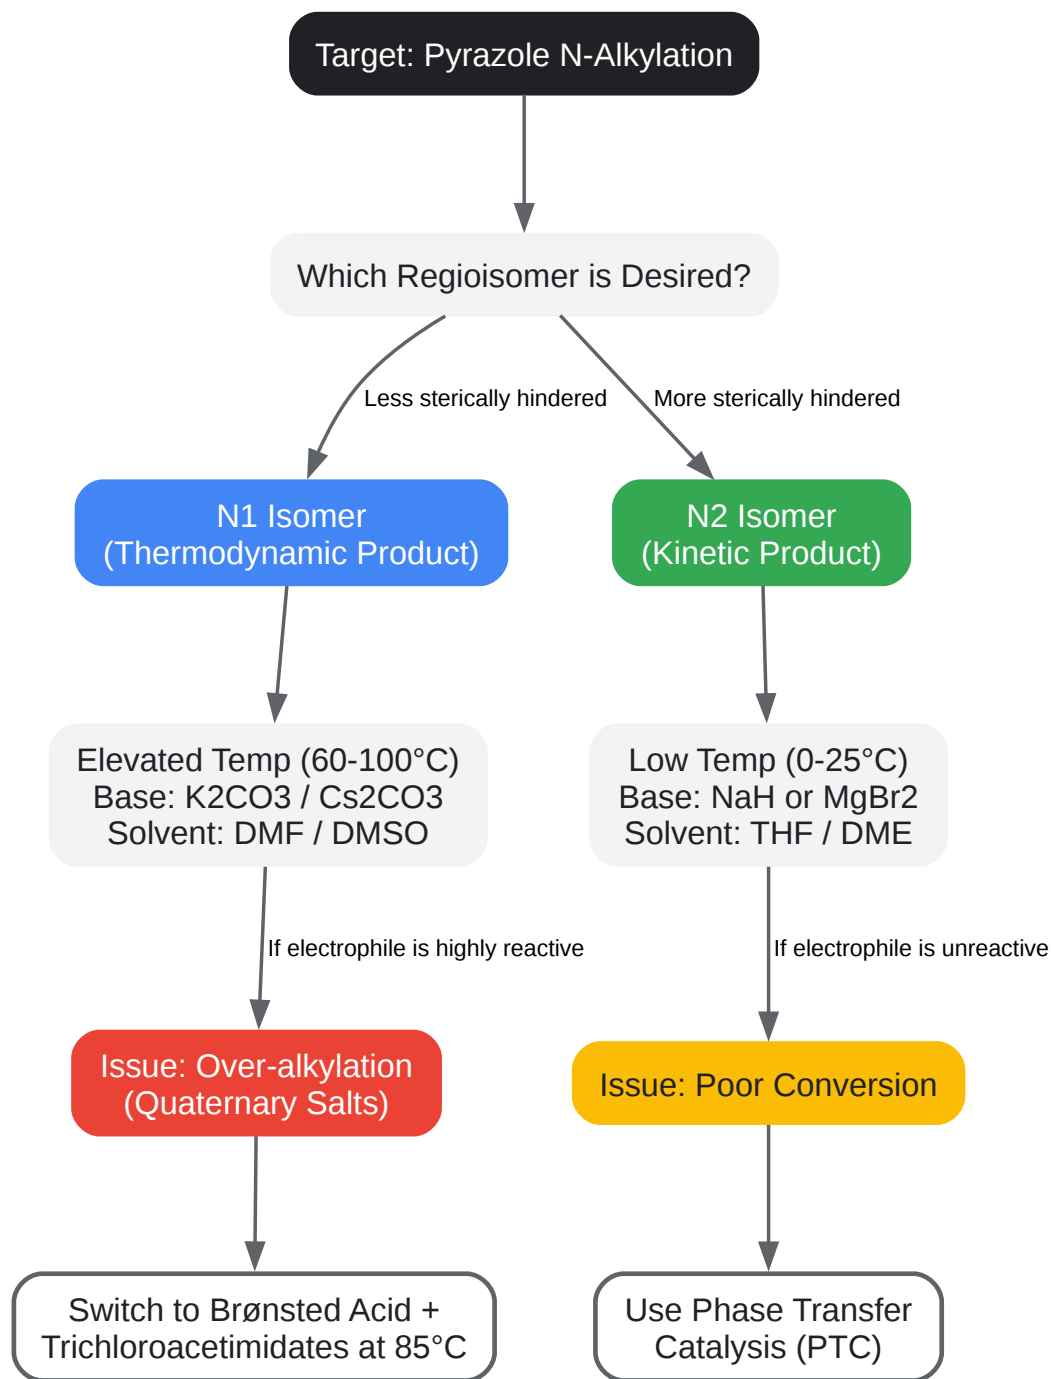 Target: Pyrazole N-Alkylation
Which Regioisomer is Desired?
Less sterically hindered
More sterically hindered
N1 Isomer
(Thermodynamic Product)
N2 Isomer
(Kinetic Product)
Elevated Temp (60-100°C)
Base: K2CO3 / Cs2CO3
Solvent: DMF / DMSO
Low Temp (0-25°C)
Base: NaH or MgBr2
Solvent: THF / DME
If electrophile is highly reactive
If electrophile is unreactive
Issue: Over-alkylation
(Quaternary Salts)
Issue: Poor Conversion
Switch to Brønsted Acid +
Trichloroacetimidates at 85°C
Use Phase Transfer
Catalysis (PTC)